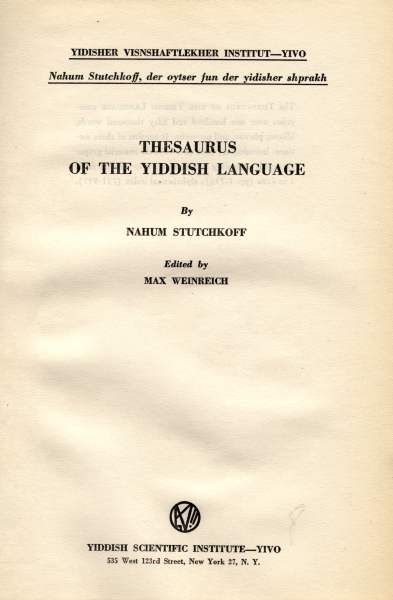 YIDISHER VISNSHAFTLEKHER INSTITUT—YIVO
Nahum Stutchkoff, der oytser fun der yidisher shprakh
THESAURUS
OF THE YIDDISH LANGUAGE
By
NAHUM STUTCHKOFF
Edited by
MAX WEINREICH
YIDDISH SCIENTIFIC INSTITUTE—YIVO
535 West 123rd Street, New York 27, N. Y.